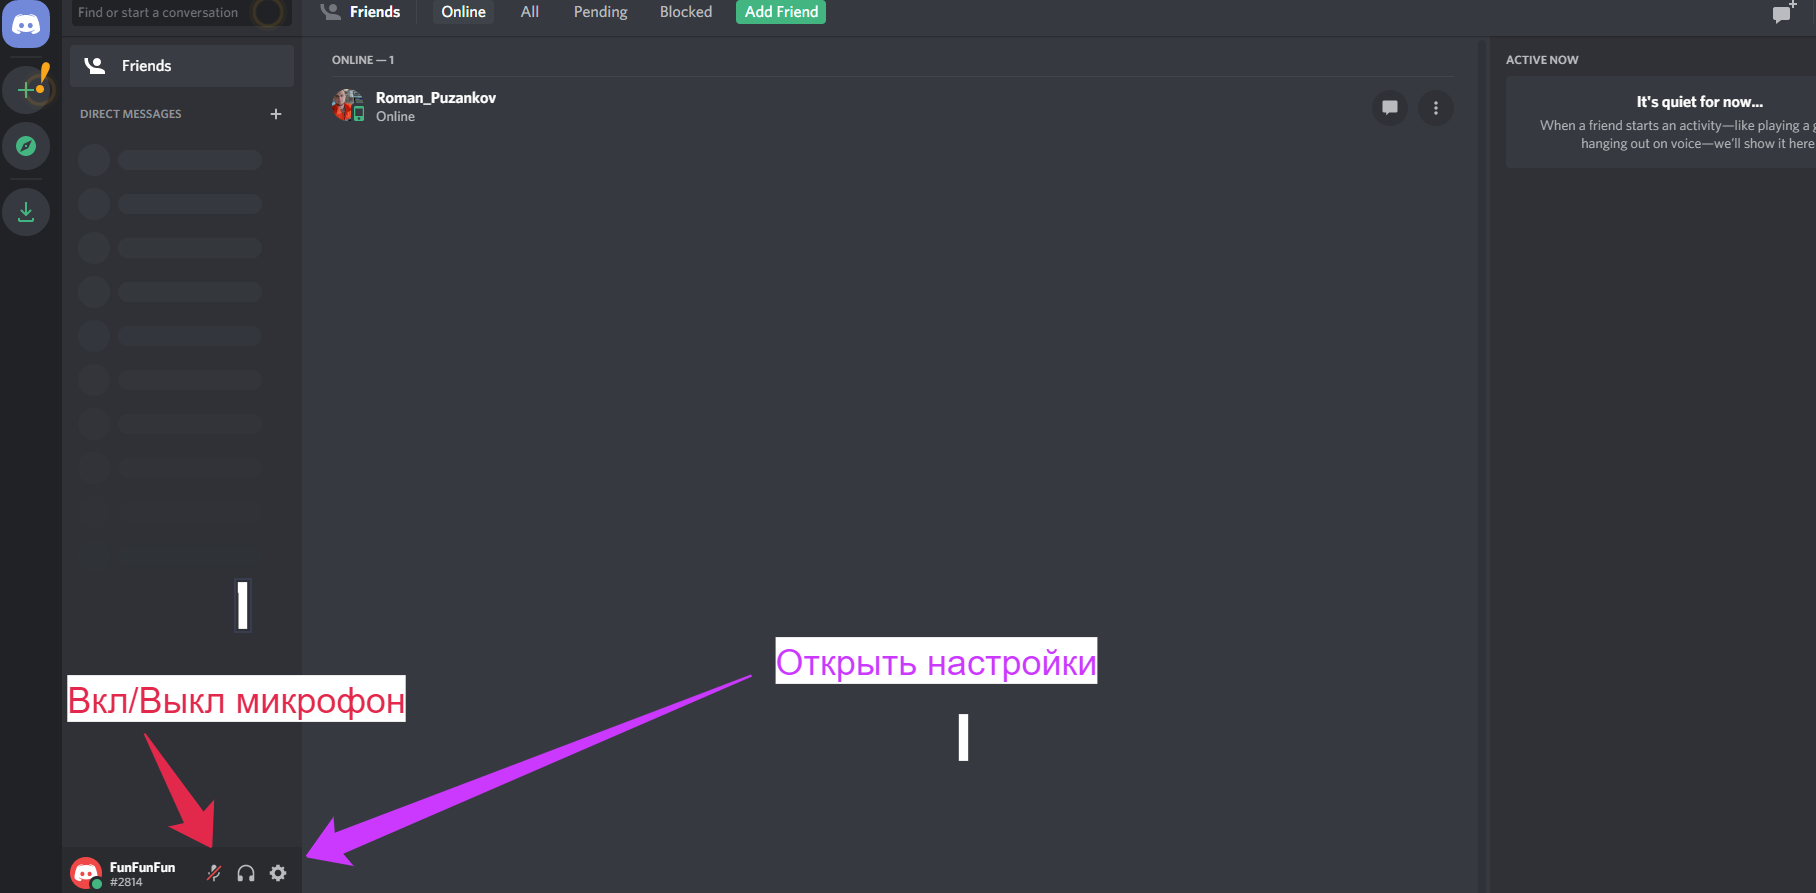 Find or start a conversation
Friends
Online
All
Pending
Blocked
Add Friend
Friends
DIRECT MESSAGES
ONLINE — 1
Roman_Puzankov
Online
ACTIVE NOW
It's quiet for now...
When a friend starts an activity—like playing a
hanging out on voice—we'll show it here
Открыть настройки
Вкл/Выкл микрофон
FunFunFun
#2814